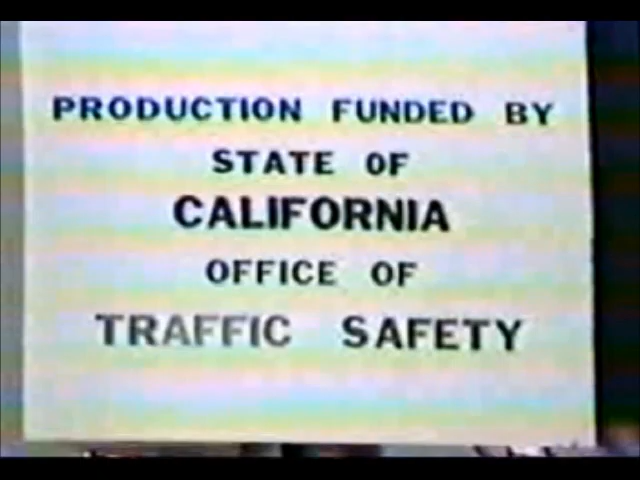 PRODUCTION FUNDED BY
STATE OF
CALIFORNIA
OFFICE OF
TRAFFIC SAFETY